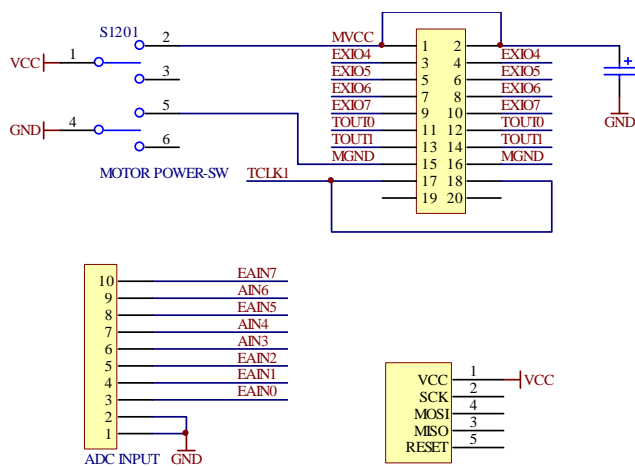 S1201
VCC 1 2
3
GND 4 5
6
MOTOR POWER-SW
MVCC 1 2
EXIO4 3 4 EXIO4
EXIO5 5 6 EXIO5
EXIO6 7 8 EXIO6
EXIO7 9 10 EXIO7
TOUT0 11 12 TOUT0
TOUT1 13 14 TOUT1
MGND 15 16 MGND
TCLK1 17 18
19 20
+
GND
10 EAIN7
9 AIN6
8 EAIN5
7 AIN4
6 AIN3
5 EAIN2
4 EAIN1
3 EAIN0
2
1
GND
ADC INPUT
VCC 1 VCC
SCK 2
MOSI 4
MISO 3
RESET 5